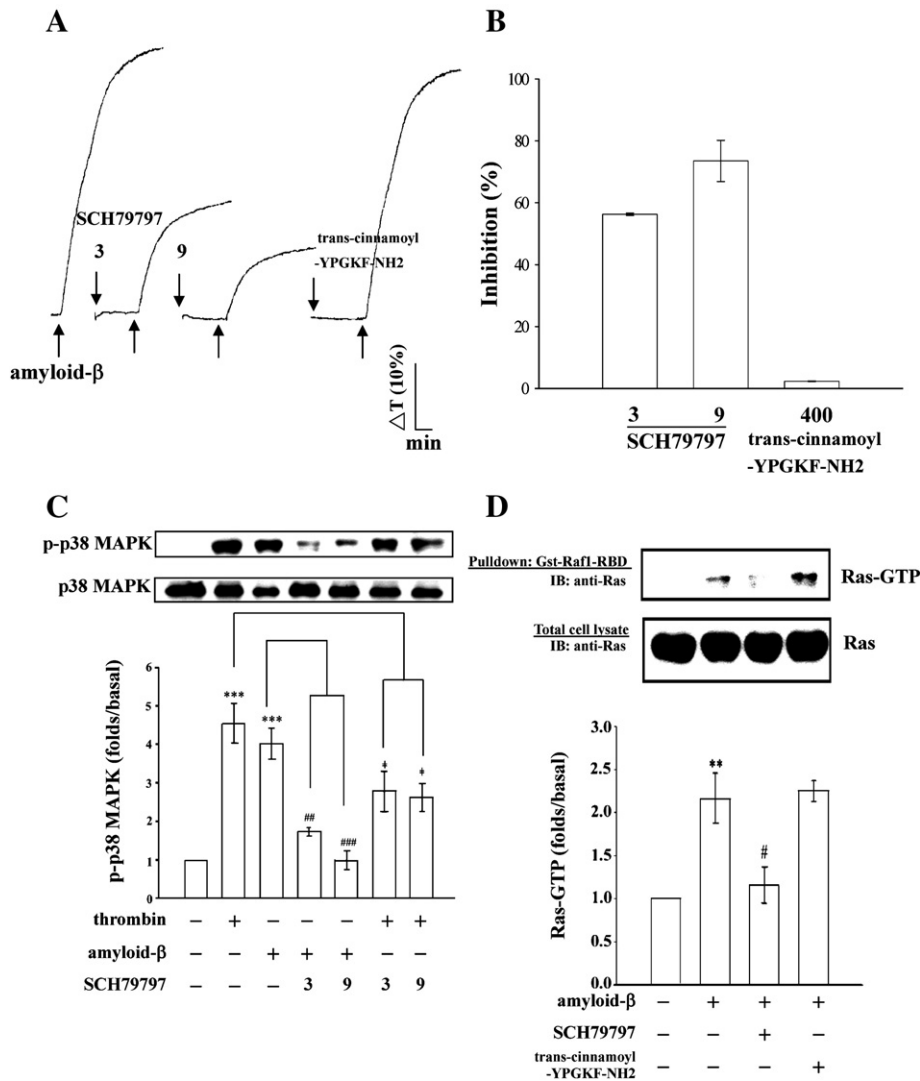 A
SCH79797
3
9
trans-cinnamoyl
-YPGKF-NH2
amyloid-β
△T (10%)
min
B
Inhibition (%)
100
80
60
40
20
0
3
9
400
SCH79797
trans-cinnamoyl
-YPGKF-NH2
C
p-p38 MAPK
p38 MAPK
p-p38 MAPK (folds/basal)
6
5
4
3
2
1
0
***
***
##
###
*
*
thrombin – + – – – + +
amyloid-β – – + + + – –
SCH79797 – – – 3 9 3 9
D
Pulldown: Gst-Raf1-RBD
IB: anti-Ras
Ras-GTP
Total cell lysate
IB: anti-Ras
Ras
Ras-GTP (folds/basal)
3.0
2.5
2.0
1.5
1.0
0.5
0.0
**
#
amyloid-β – + + +
SCH79797 – – + –
trans-cinnamoyl
-YPGKF-NH2 – – – +